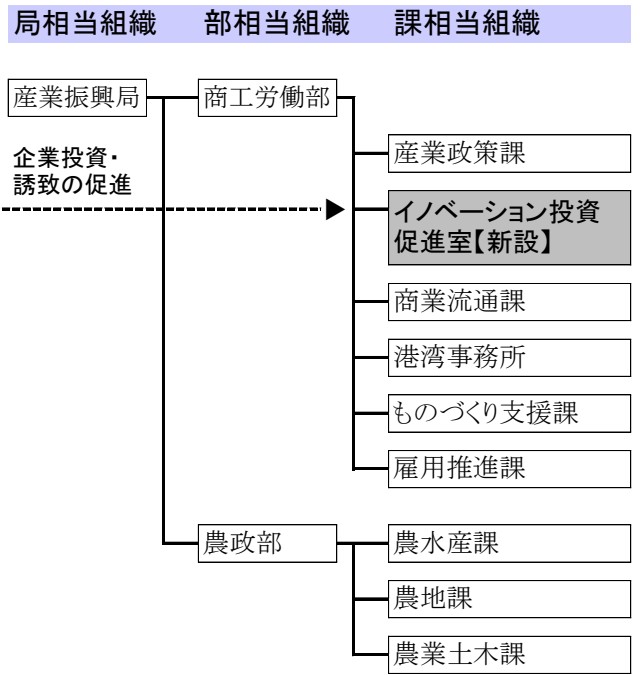 局相当組織 部相当組織 課相当組織
産業振興局 商工労働部
企業投資・
誘致の促進
産業政策課
イノベーション投資
促進室【新設】
商業流通課
港湾事務所
ものづくり支援課
雇用推進課
農政部 農水産課
農地課
農業土木課